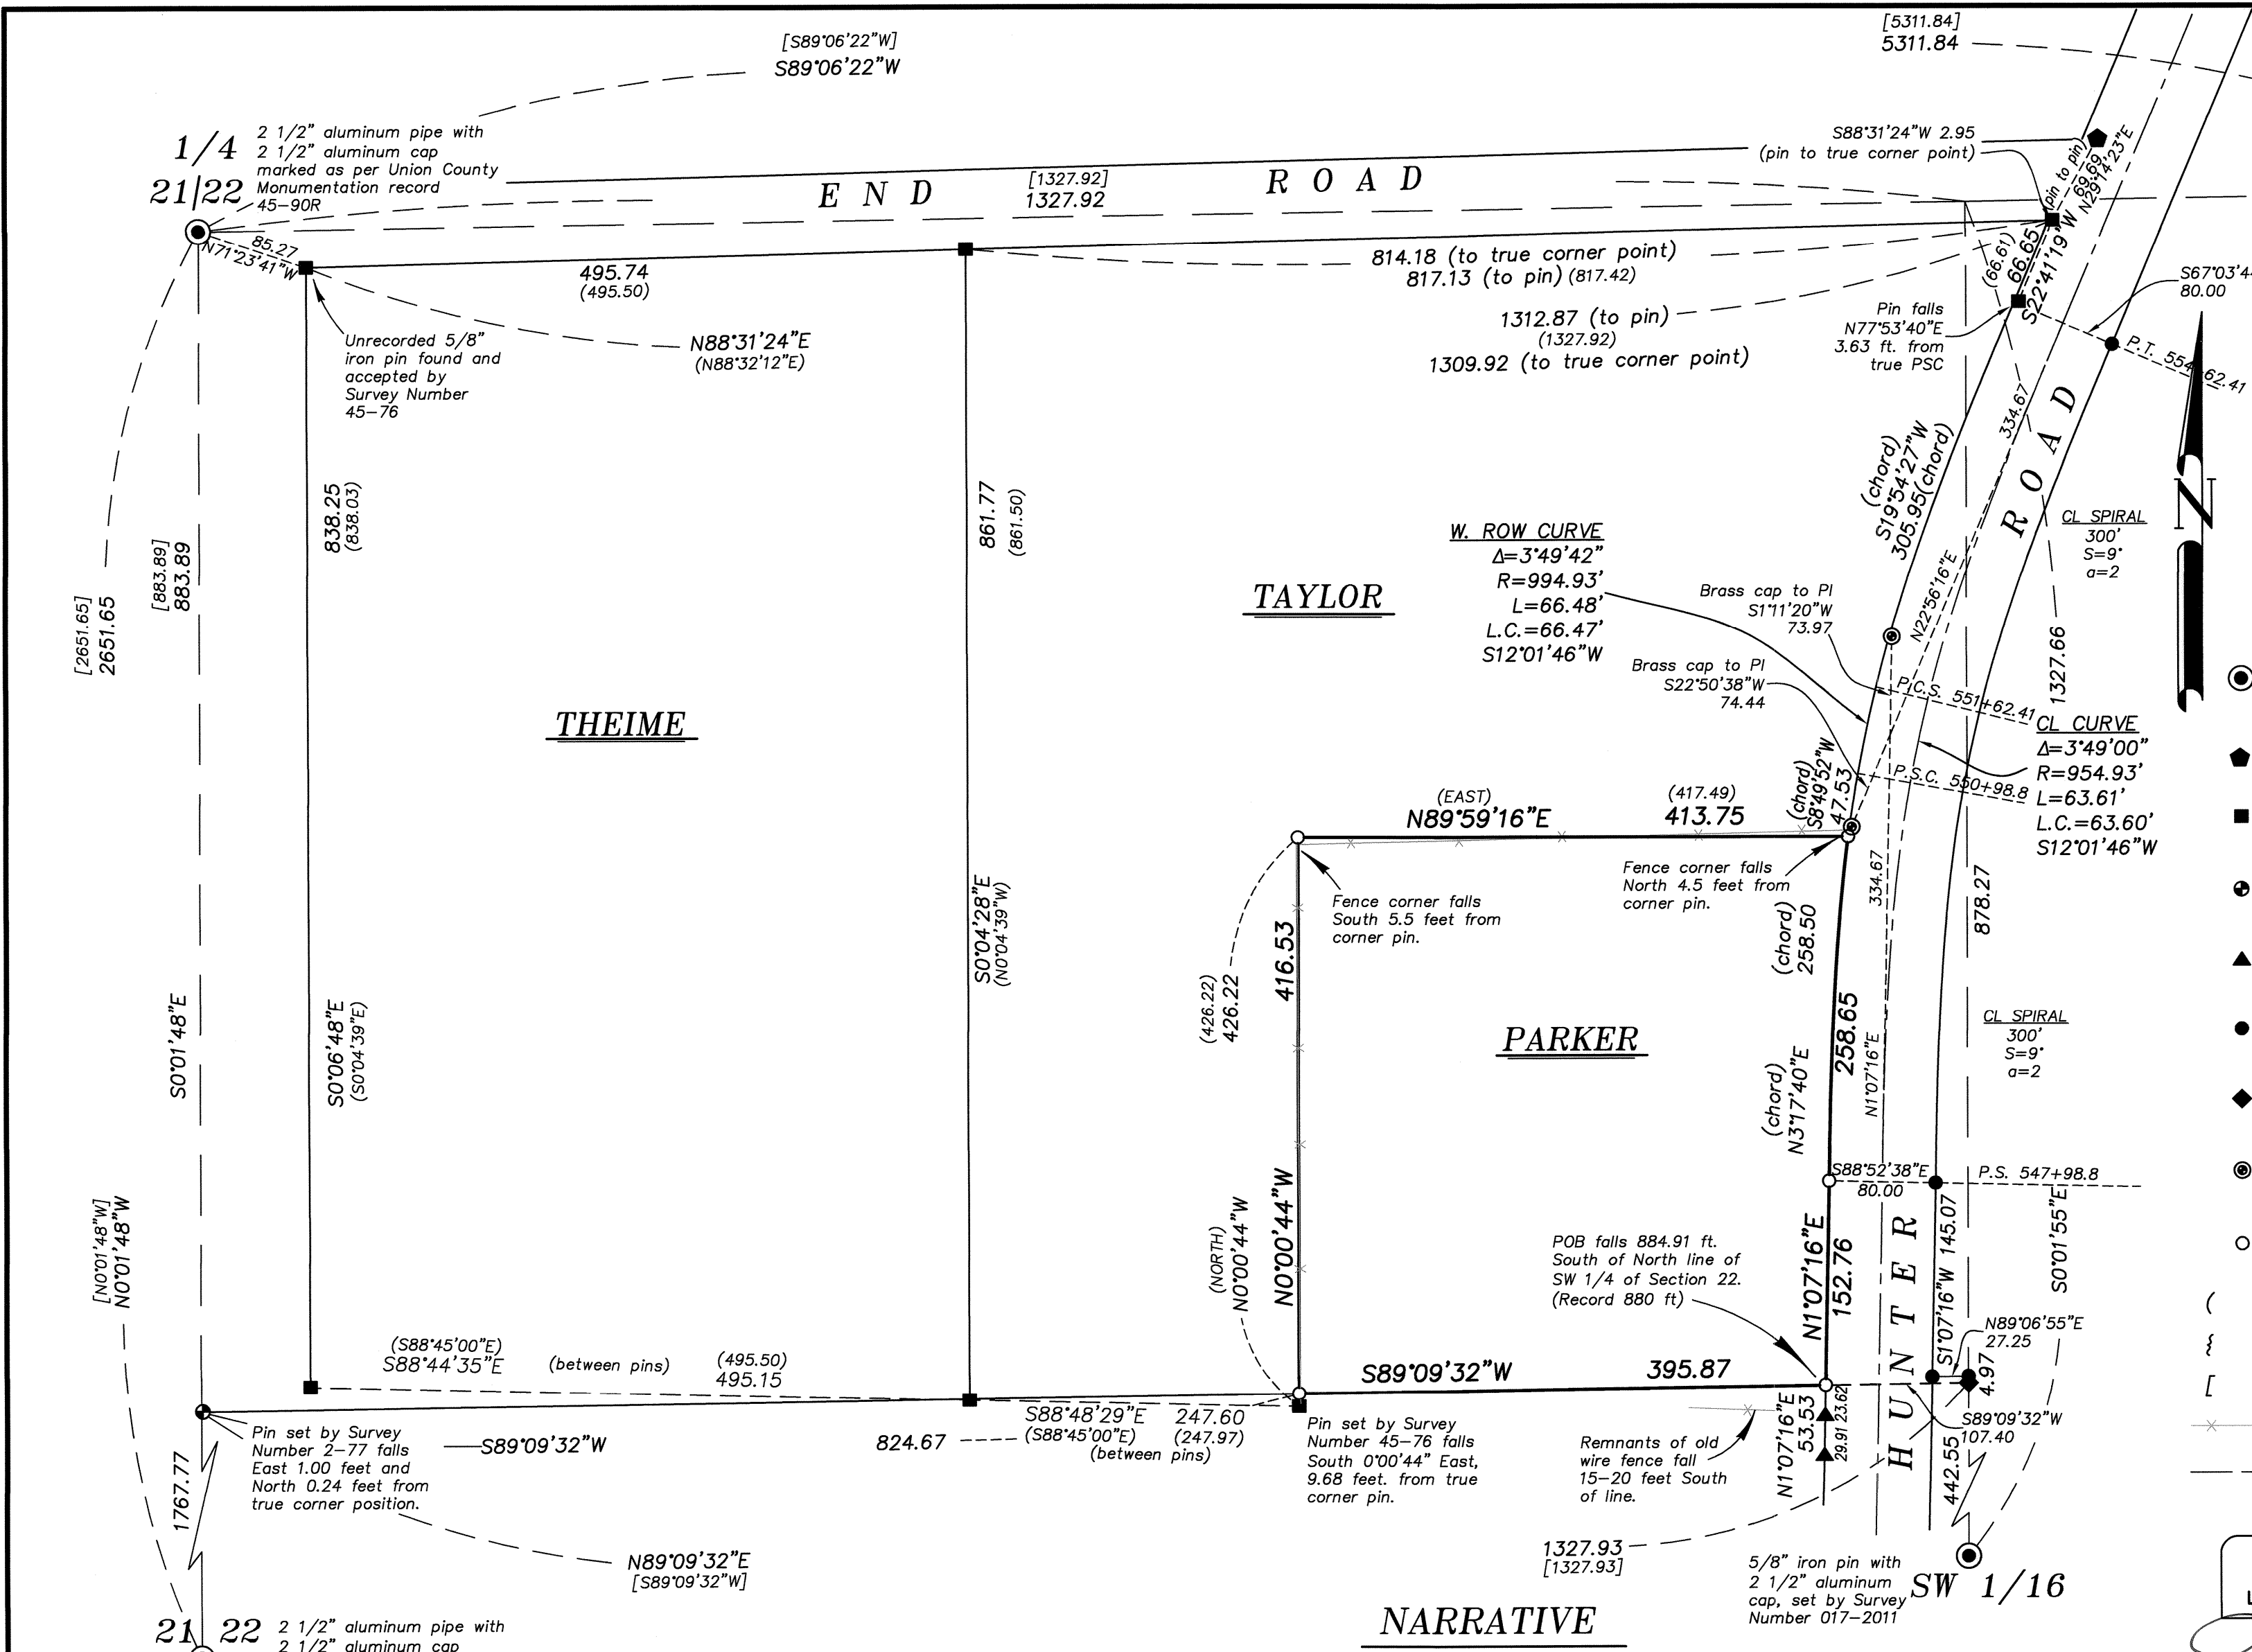 [S89°06'22"W]
S89°06'22"W
[5311.84]
5311.84
1/4
21|22
2 1/2" aluminum pipe with
2 1/2" aluminum cap
marked as per Union County
Monumentation record
45-90R
END ROAD
[1327.92]
1327.92
S88°31'24"W 2.95
(pin to true corner point)
(pin to pin)
69.69
N29°14'23"E
85.27
N71°23'41"W
495.74
(495.50)
814.18 (to true corner point)
817.13 (to pin) (817.42)
1312.87 (to pin)
(1327.92)
1309.92 (to true corner point)
(66.61)
66.65
S22°41'19"W
S67°03'4
80.00
Pin falls
N77°53'40"E
3.63 ft. from
true PSC
P.T. 554+62.41
Unrecorded 5/8"
iron pin found and
accepted by
Survey Number
45-76
N88°31'24"E
(N88°32'12"E)
[2651.65]
2651.65
[883.89]
883.89
838.25
(838.03)
861.77
(861.50)
334.67
ROAD
(chord)
S19°54'27"W
305.95(chord)
N
CL SPIRAL
300'
S=9°
a=2
W. ROW CURVE
Δ=3°49'42"
R=994.93'
L=66.48'
L.C.=66.47'
S12°01'46"W
TAYLOR
Brass cap to PI
S1°11'20"W
73.97
N22°56'16"E
1327.66
Brass cap to PI
S22°50'38"W
74.44
P.C.S. 551+62.41
THEIME
CL CURVE
Δ=3°49'00"
R=954.93'
L=63.61'
L.C.=63.60'
S12°01'46"W
P.S.C. 550+98.8
(chord)
S8°49'52"W
47.53
(EAST)
N89°59'16"E
(417.49)
413.75
Fence corner falls
South 5.5 feet from
corner pin.
Fence corner falls
North 4.5 feet from
corner pin.
334.67
878.27
S0°04'28"E
(N0°04'39"W)
(426.22)
426.22
416.53
(chord)
258.50
258.65
PARKER
CL SPIRAL
300'
S=9°
a=2
S0°01'48"E
S0°06'48"E
(S0°04'39"E)
(chord)
N3°17'40"E
N1°07'16"E
S88°52'38"E
80.00
P.S. 547+98.8
[N0°01'48"W]
N0°01'48"W
(NORTH)
N0°00'44"W
N0°00'44"W
POB falls 884.91 ft.
South of North line of
SW 1/4 of Section 22.
(Record 880 ft)
N1°07'16"E
152.76
HUNTER
S1°07'16"W 145.07
S0°01'55"E
N89°06'55"E
27.25
4.97
(
{
[
(S88°45'00"E)
S88°44'35"E
(between pins)
(495.50)
495.15
S89°09'32"W
395.87
S88°48'29"E 247.60
(S88°45'00"E) (247.97)
(between pins)
824.67
Pin set by Survey
Number 2-77 falls
East 1.00 feet and
North 0.24 feet from
true corner position.
S89°09'32"W
Pin set by Survey
Number 45-76 falls
South 0°00'44" East,
9.68 feet. from true
corner pin.
Remnants of old
wire fence fall
15-20 feet South
of line.
N1°07'16"E
53.53
29.91 23.62
S89°09'32"W
107.40
442.55
1767.77
N89°09'32"E
[S89°09'32"W]
1327.93
[1327.93]
5/8" iron pin with
2 1/2" aluminum
cap, set by Survey
Number 017-2011
SW 1/16
21 22
2 1/2" aluminum pipe with
2 1/2" aluminum cap
NARRATIVE